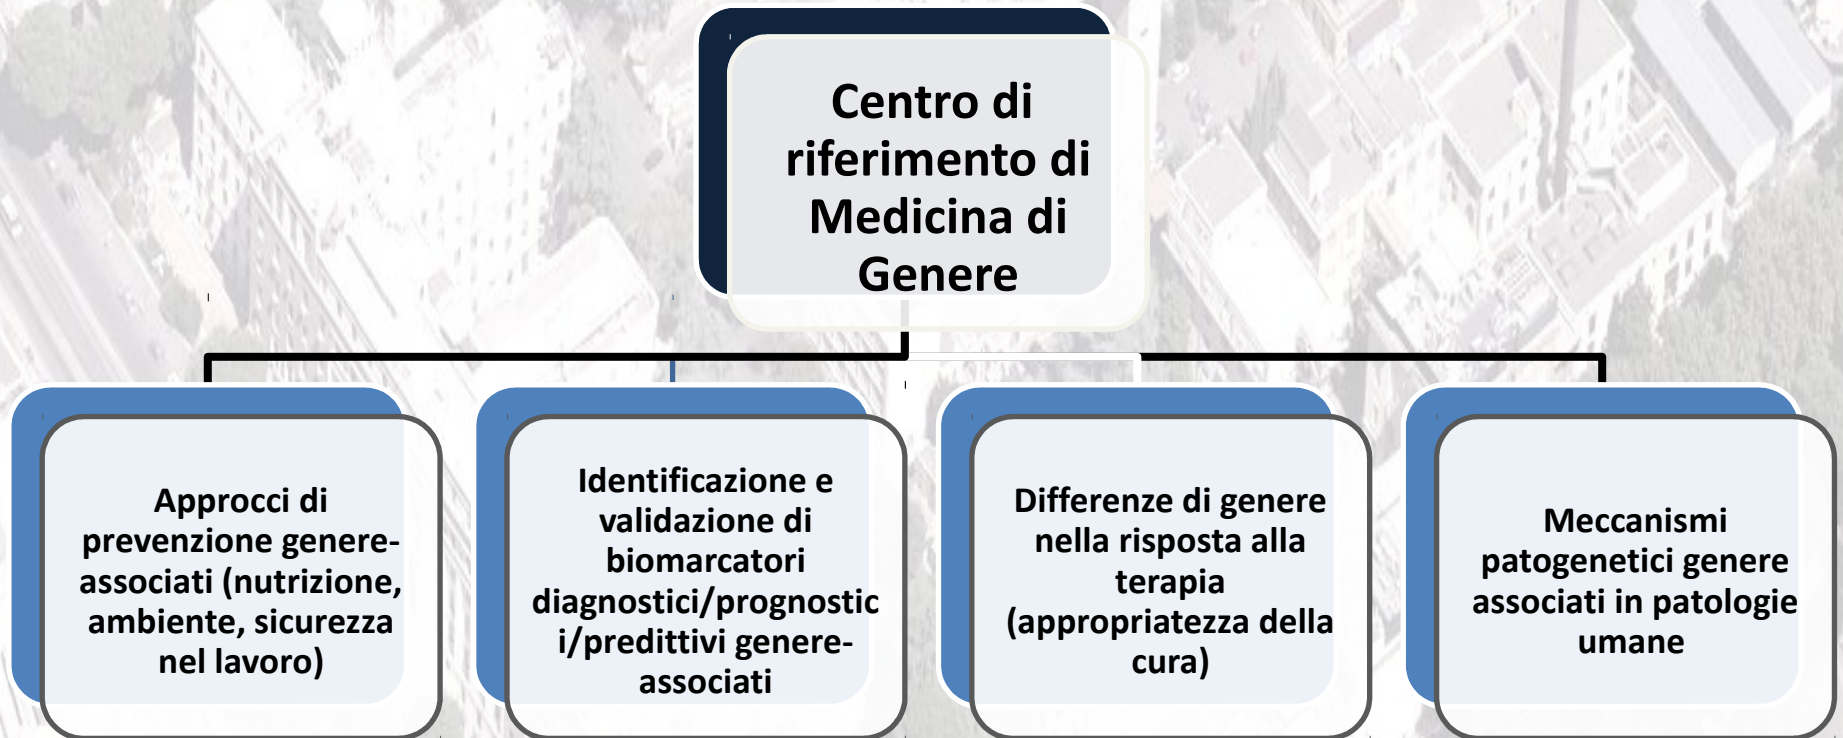 Centro di
riferimento di
Medicina di
Genere
Approcci di
prevenzione genere-
associati (nutrizione,
ambiente, sicurezza
nel lavoro)
Identificazione e
validazione di
biomarcatori
diagnostici/prognostic
i/predittivi genere-
associati
Differenze di genere
nella risposta alla
terapia
(appropriatezza della
cura)
Meccanismi
patogenetici genere
associati in patologie
umane